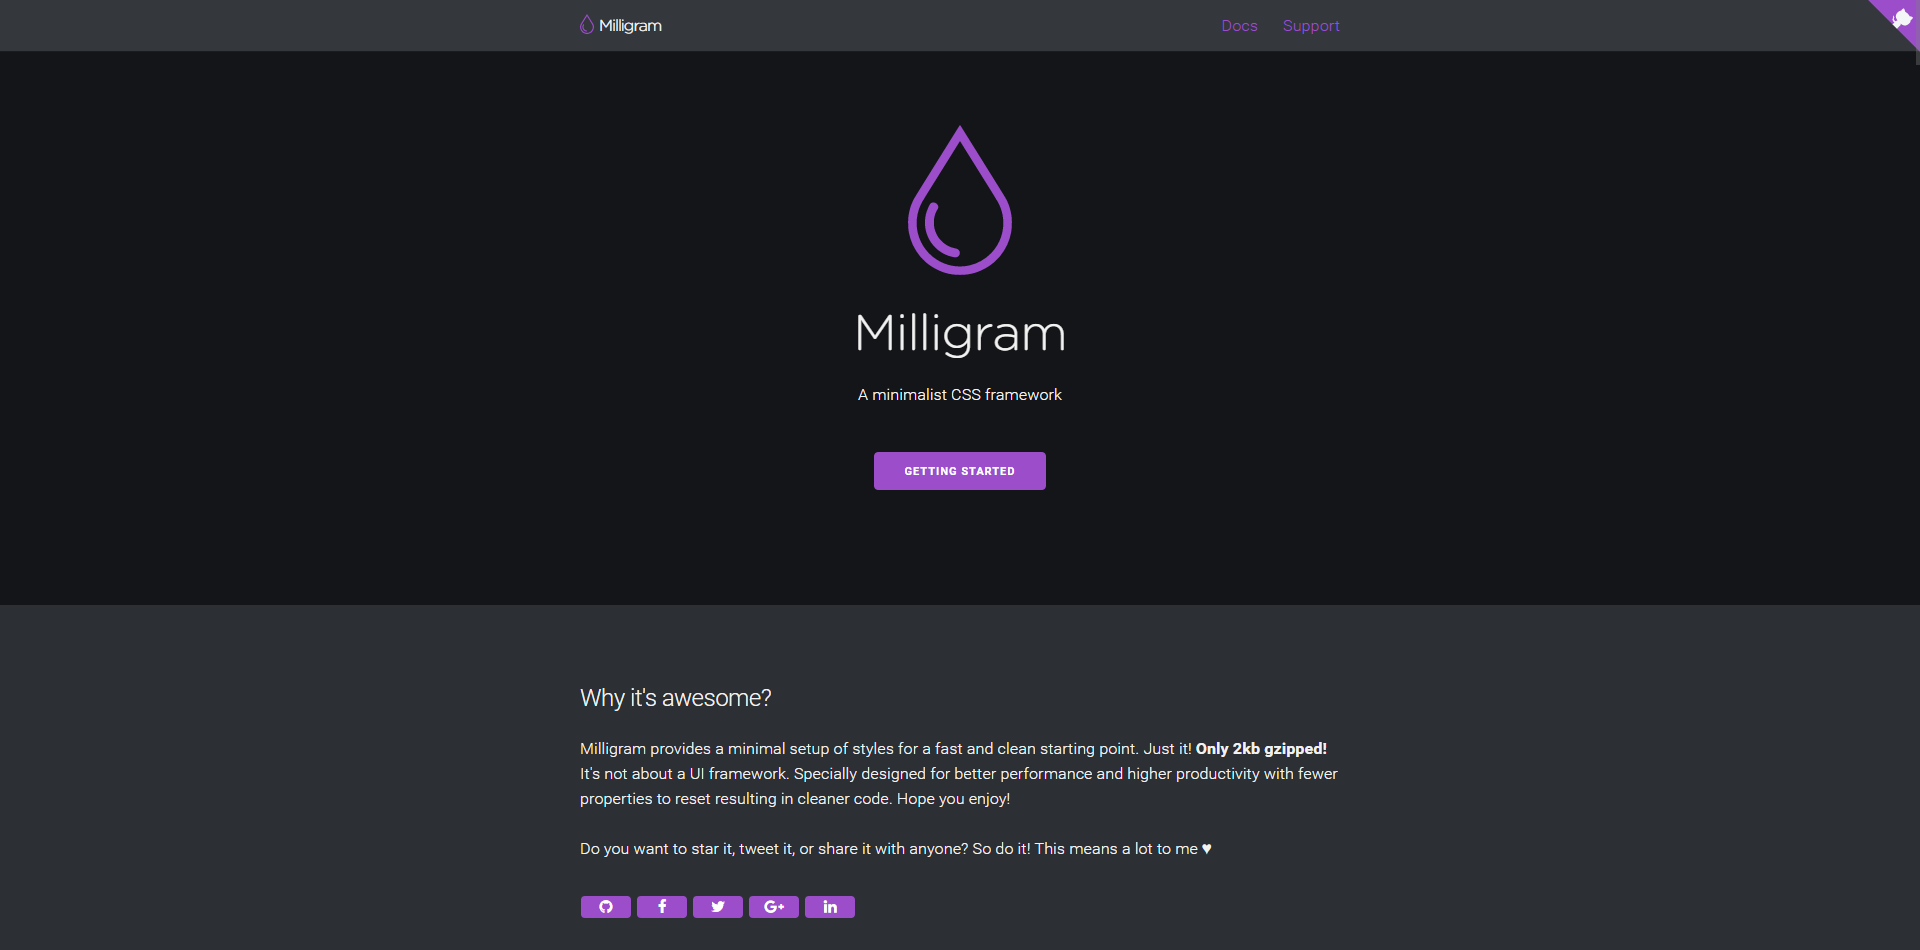 Milligram
Docs
Support
Milligram
A minimalist CSS framework
GETTING STARTED
Why it's awesome?
Milligram provides a minimal setup of styles for a fast and clean starting point. Just it! Only 2kb gzipped!
It's not about a UI framework. Specially designed for better performance and higher productivity with fewer
properties to reset resulting in cleaner code. Hope you enjoy!
Do you want to star it, tweet it, or share it with anyone? So do it! This means a lot to me ♥